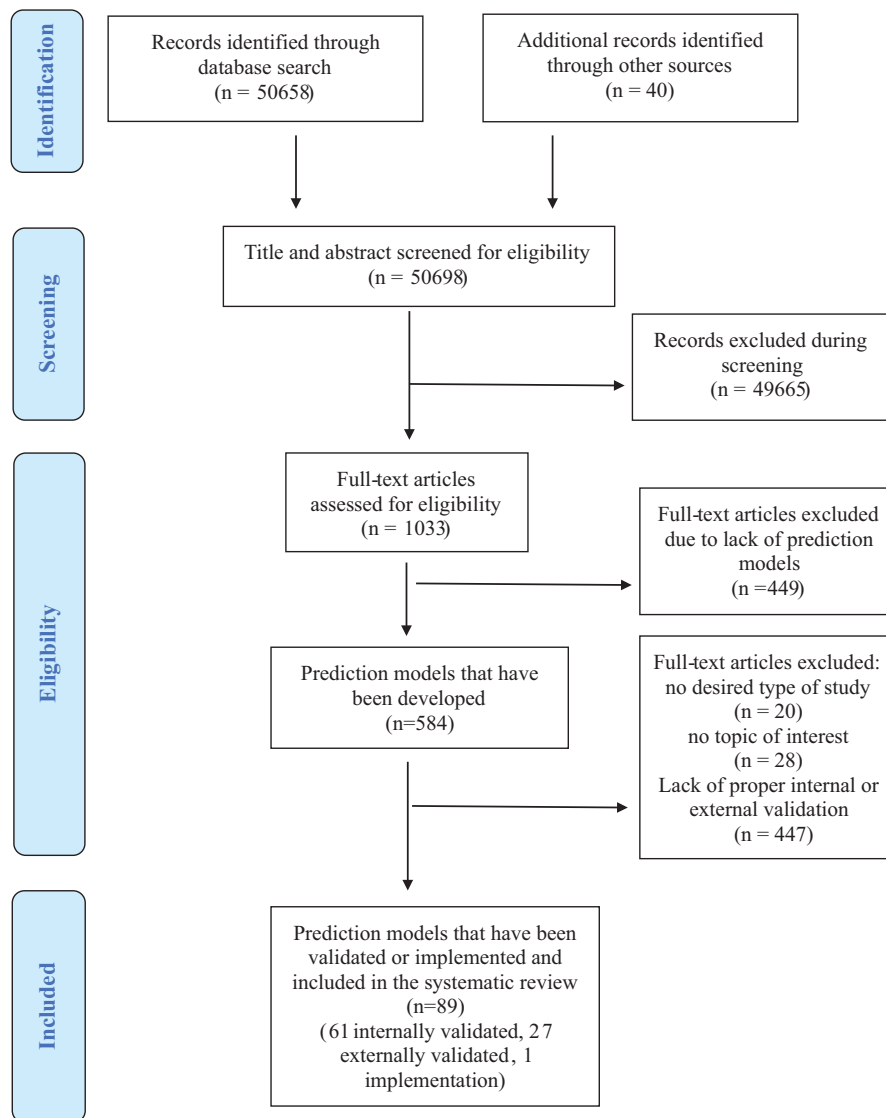 Identification
Records identified through
database search
(n = 50658)
Additional records identified
through other sources
(n = 40)
Screening
Title and abstract screened for eligibility
(n = 50698)
Records excluded during
screening
(n = 49665)
Eligibility
Full-text articles
assessed for eligibility
(n = 1033)
Full-text articles excluded
due to lack of prediction
models
(n =449)
Prediction models that have
been developed
(n=584)
Full-text articles excluded:
no desired type of study
(n = 20)
no topic of interest
(n = 28)
Lack of proper internal or
external validation
(n = 447)
Included
Prediction models that have been
validated or implemented and
included in the systematic review
(n=89)
(61 internally validated, 27
externally validated, 1
implementation)